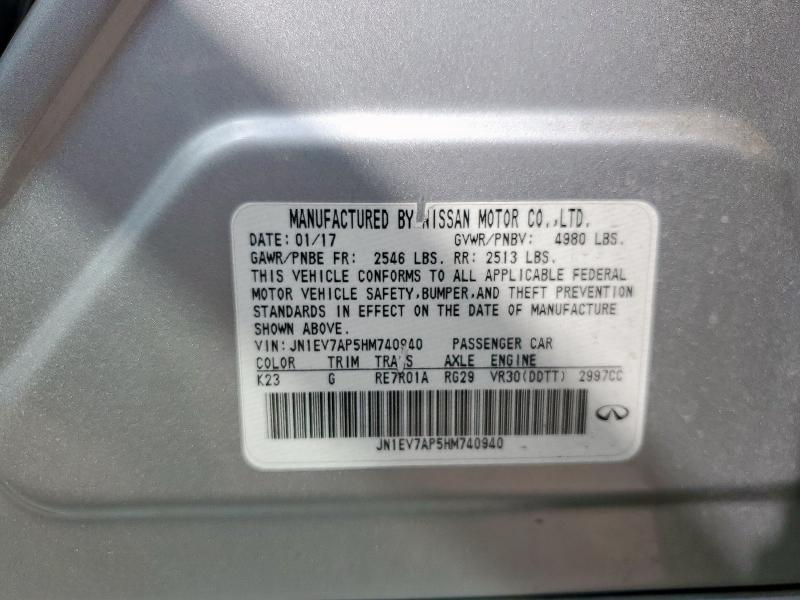 MANUFACTURED BY NISSAN MOTOR CO.,LTD.
DATE: 01/17 GVWR/PNBV: 4980 LBS.
GAWR/PNBE FR: 2546 LBS. RR: 2513 LBS.
THIS VEHICLE CONFORMS TO ALL APPLICABLE FEDERAL
MOTOR VEHICLE SAFETY,BUMPER,AND THEFT PREVENTION
STANDARDS IN EFFECT ON THE DATE OF MANUFACTURE
SHOWN ABOVE.
VIN: JN1EV7AP5HM740940 PASSENGER CAR
COLOR TRIM TRANS AXLE ENGINE
K23 G RE7R01A RG29 VR30(DDTT) 2997CC
JN1EV7AP5HM740940